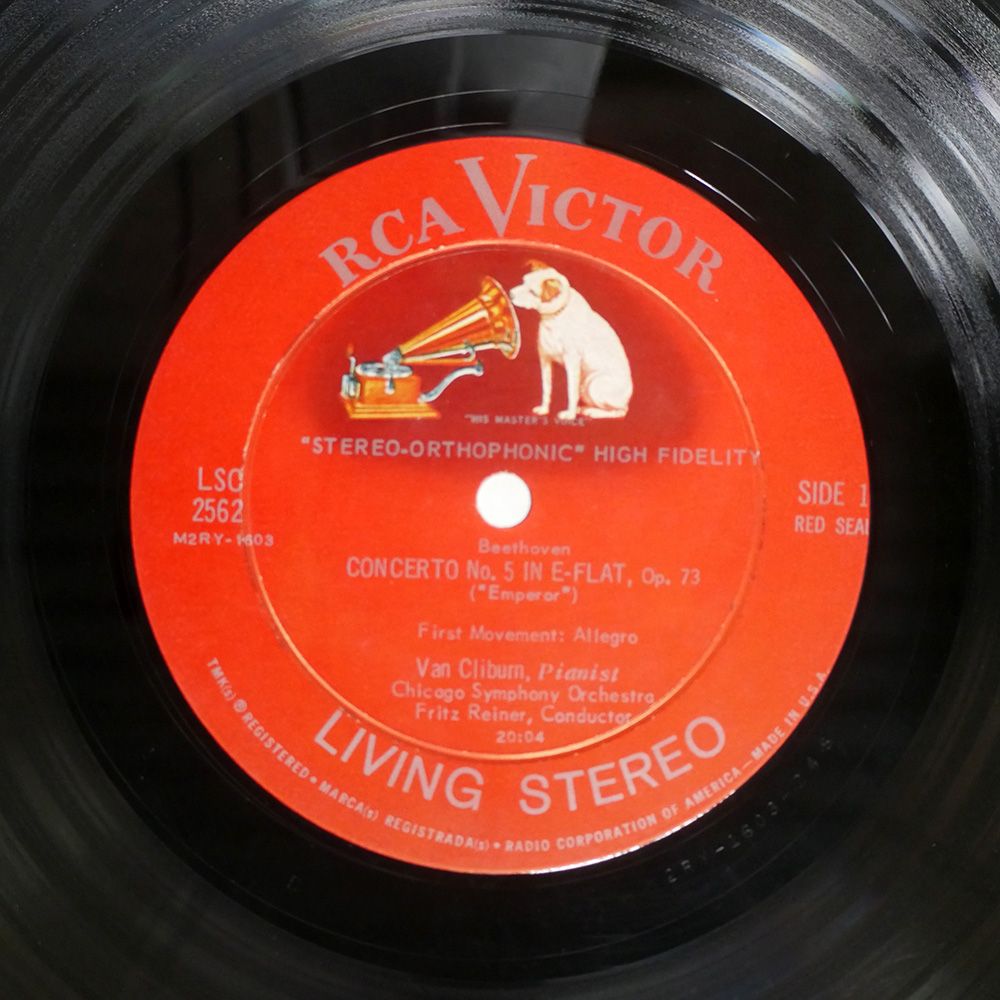 RCA VICTOR
"HIS MASTER'S VOICE"
"STEREO-ORTHOPHONIC" HIGH FIDELITY
LSC
2562
M2RY-1603
SIDE 1
RED SEAL
Beethoven
CONCERTO No. 5 IN E-FLAT, Op. 73
("Emperor")
First Movement: Allegro
Van Cliburn, Pianist
Chicago Symphony Orchestra
Fritz Reiner, Conductor
20:04
LIVING STEREO
TMK(s) ® REGISTERED • MARCA(s) REGISTRADA(s) • RADIO CORPORATION OF AMERICA — MADE IN U.S.A.